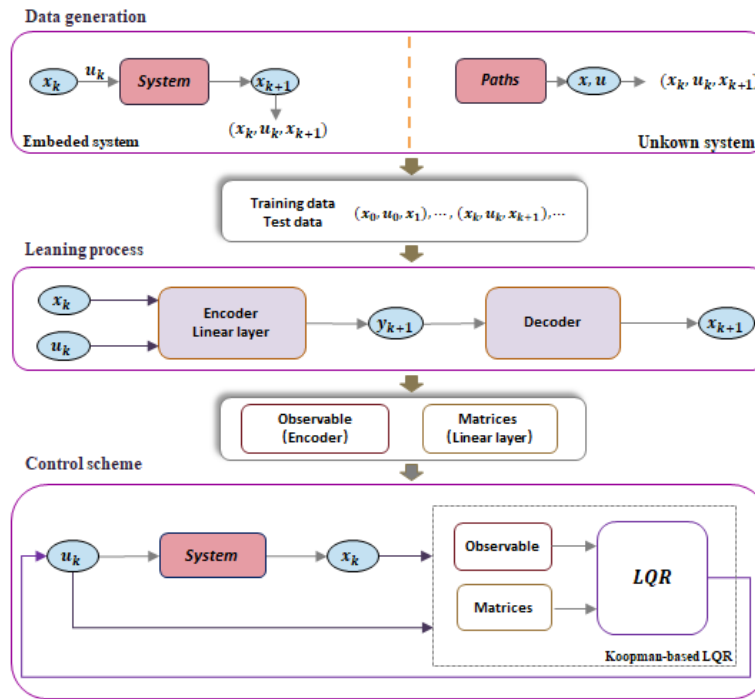 Data generation
x_k u_k System x_{k+1}
(x_k, u_k, x_{k+1})
Embeded system
Paths x, u (x_k, u_k, x_{k+1})
Unkown system
Training data (x_0, u_0, x_1), ⋯, (x_k, u_k, x_{k+1}), ⋯
Test data
Leaning process
x_k
u_k
Encoder
Linear layer
y_{k+1}
Decoder
x_{k+1}
Observable
(Encoder)
Matrices
(Linear layer)
Control scheme
u_k System x_k
Observable
Matrices
LQR
Koopman-based LQR